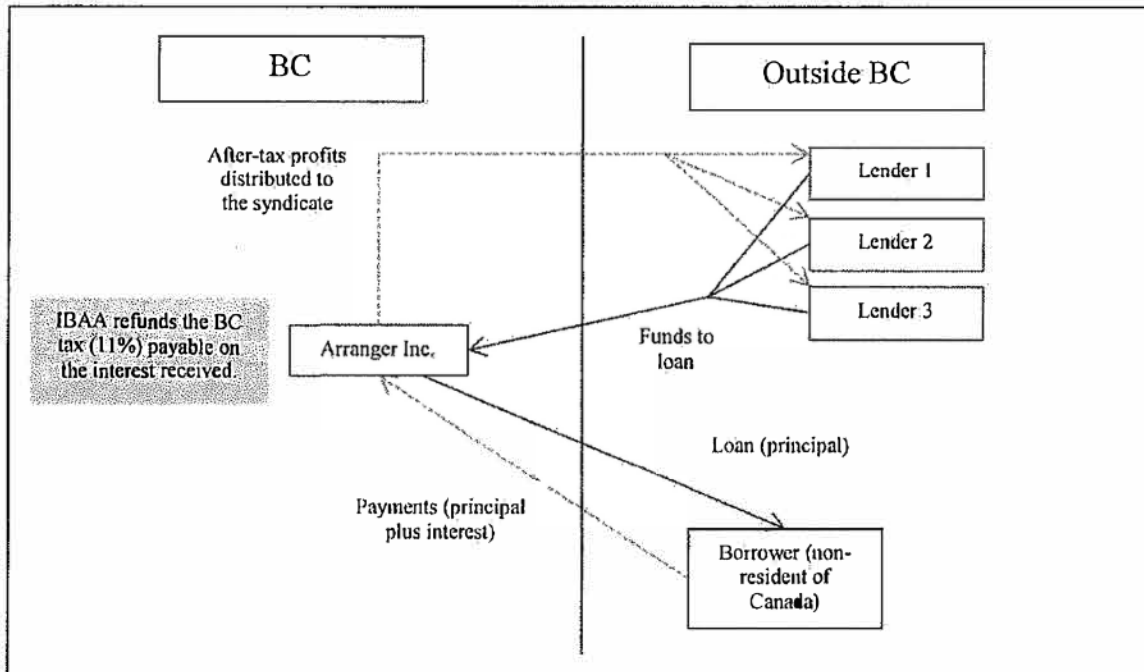 BC
Outside BC
After-tax profits
distributed to
the syndicate
Lender 1
Lender 2
Lender 3
IBAA refunds the BC
tax (11%) payable on
the interest received.
Arranger Inc.
Funds to
loan
Loan (principal)
Payments (principal
plus interest)
Borrower (non-
resident of
Canada)